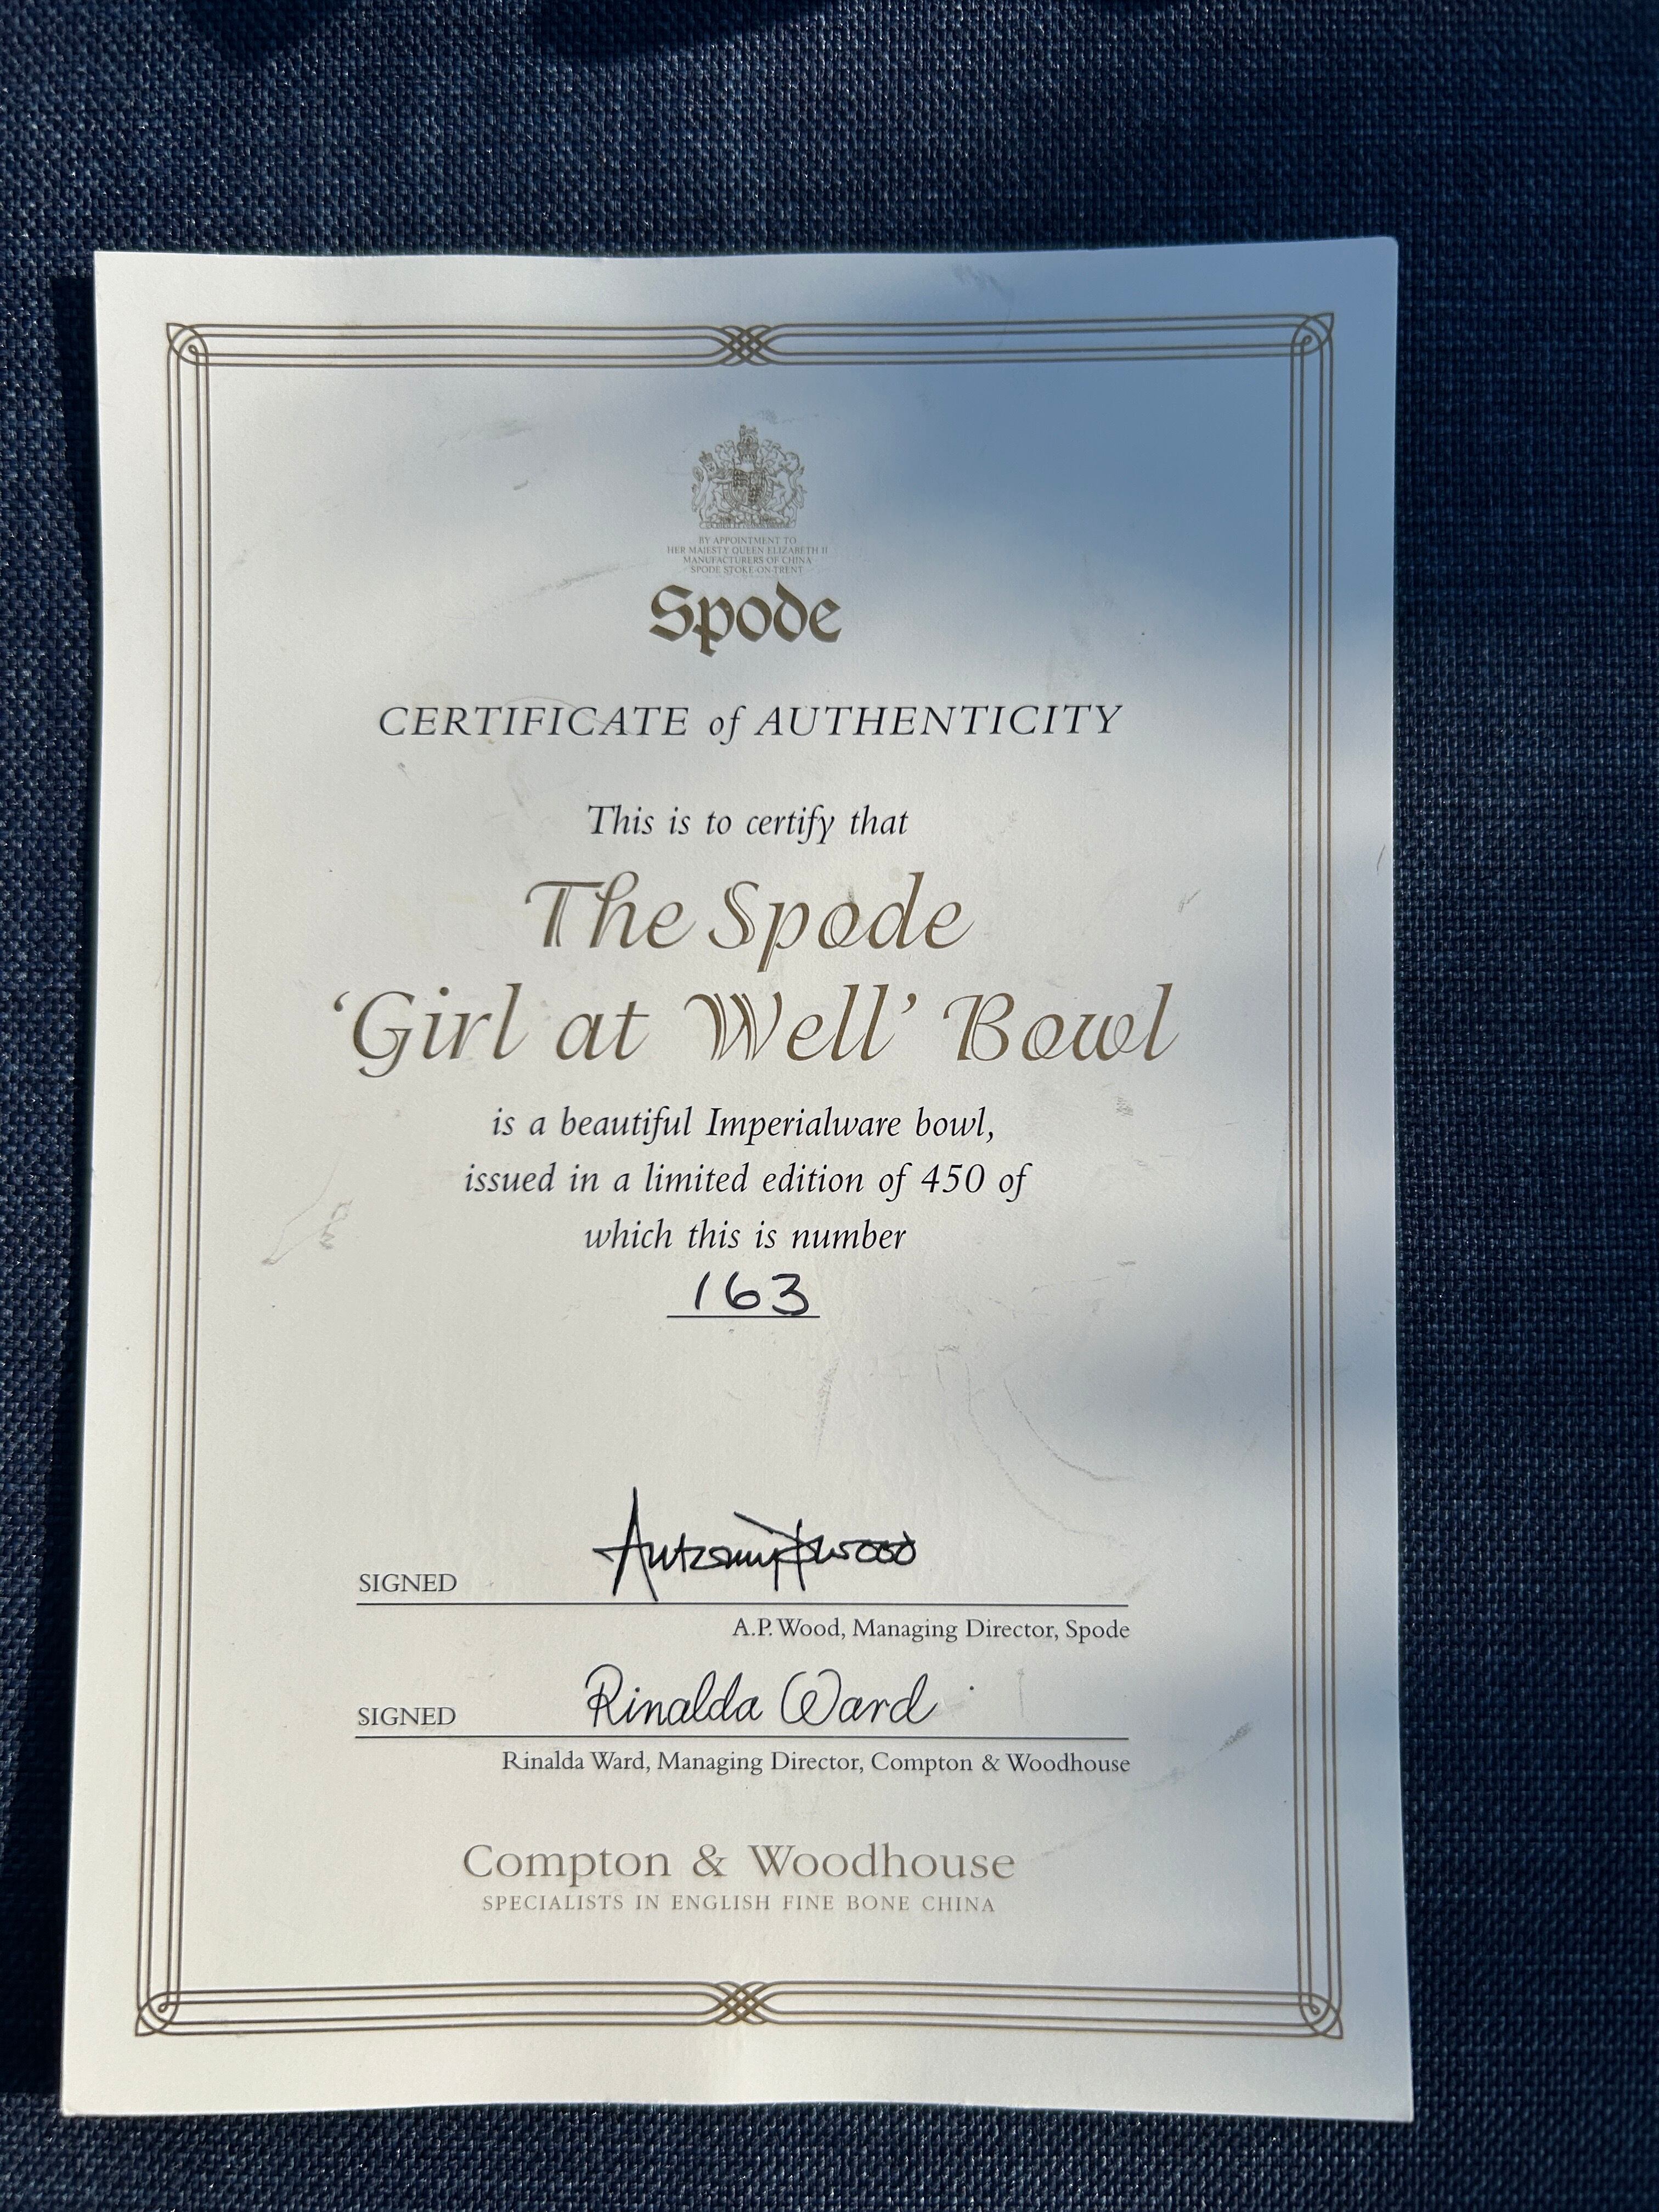 BY APPOINTMENT TO
HER MAJESTY QUEEN ELIZABETH II
MANUFACTURERS OF CHINA
SPODE STOKE-ON-TRENT
Spode
CERTIFICATE of AUTHENTICITY
This is to certify that
The Spode
‘Girl at Well’ Bowl
is a beautiful Imperialware bowl,
issued in a limited edition of 450 of
which this is number
163
SIGNED
A.P. Wood, Managing Director, Spode
SIGNED Rinalda Ward
Rinalda Ward, Managing Director, Compton & Woodhouse
Compton & Woodhouse
SPECIALISTS IN ENGLISH FINE BONE CHINA